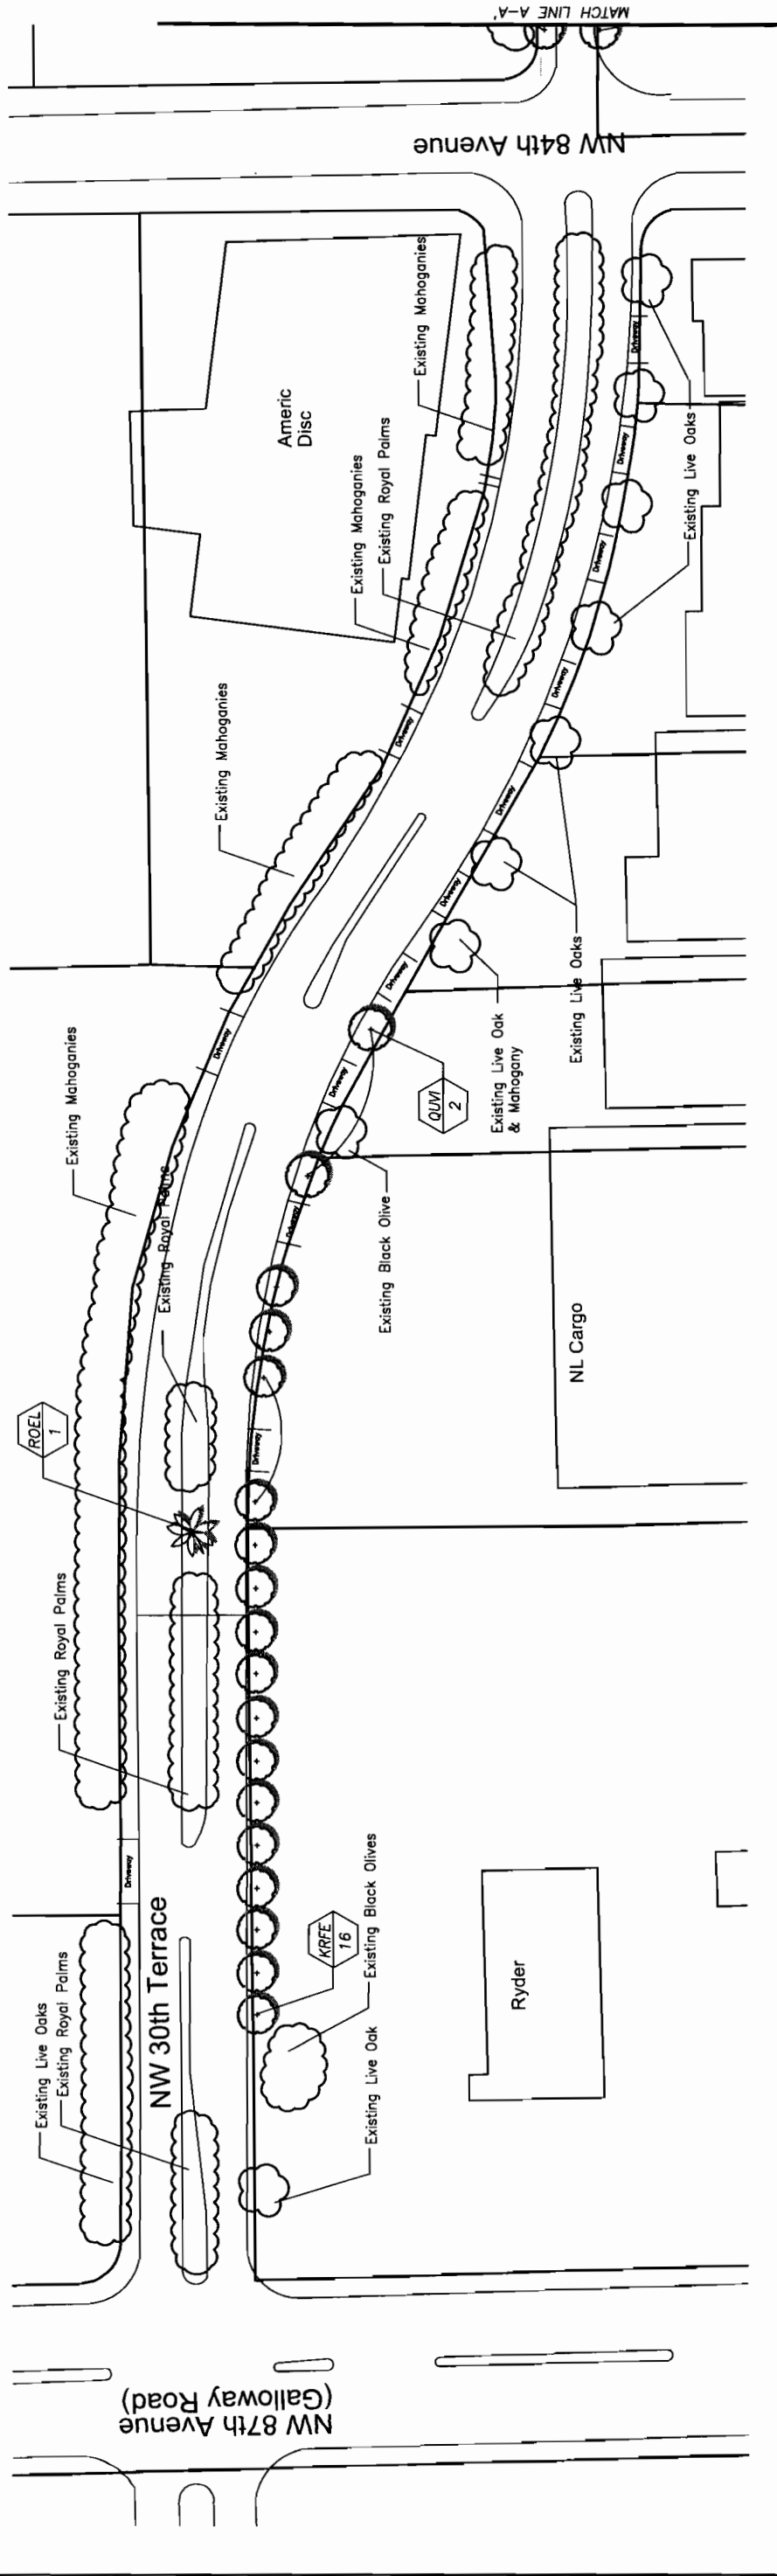 MATCH LINE A-A'
NW 84th Avenue
Existing Mahoganies
Americ
Disc
Existing Mahoganies
Existing Royal Palms
Existing Mahoganies
Existing Mahoganies
Existing Royal Palms
ROEL
1
Existing Royal Palms
Existing Live Oaks
Existing Royal Palms
NW 30th Terrace
Driveway
Driveway
Driveway
Driveway
Driveway
Driveway
Driveway
Driveway
Driveway
Driveway
Driveway
Driveway
Driveway
Existing Live Oaks
Existing Live Oaks
Existing Live Oak
& Mahogany
QUVI
2
Existing Black Olive
NL Cargo
KRFE
16
Existing Black Olives
Existing Live Oak
Ryder
NW 87th Avenue
(Galloway Road)